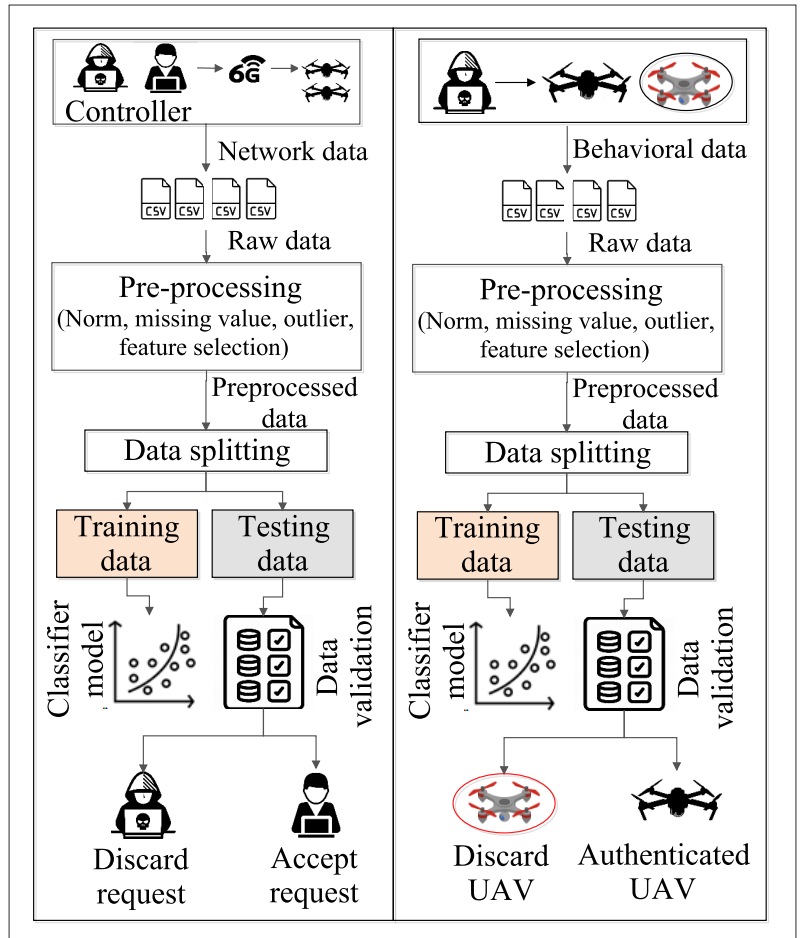 6G
Controller
Network data
CSV CSV CSV CSV
Raw data
Pre-processing
(Norm, missing value, outlier,
feature selection)
Preprocessed
data
Data splitting
Training
data
Testing
data
Classifier
model
Data
validation
Discard
request
Accept
request
Behavioral data
CSV CSV CSV CSV
Raw data
Pre-processing
(Norm, missing value, outlier,
feature selection)
Preprocessed
data
Data splitting
Training
data
Testing
data
Classifier
model
Data
validation
Discard
UAV
Authenticated
UAV